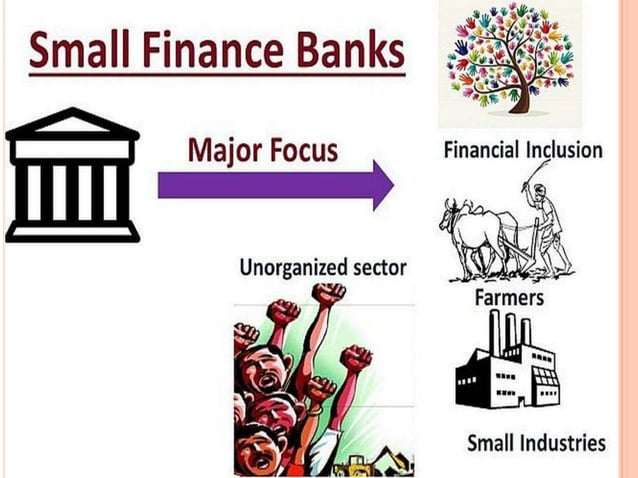 Small Finance Banks
Major Focus
Financial Inclusion
Unorganized sector
Farmers
Small Industries